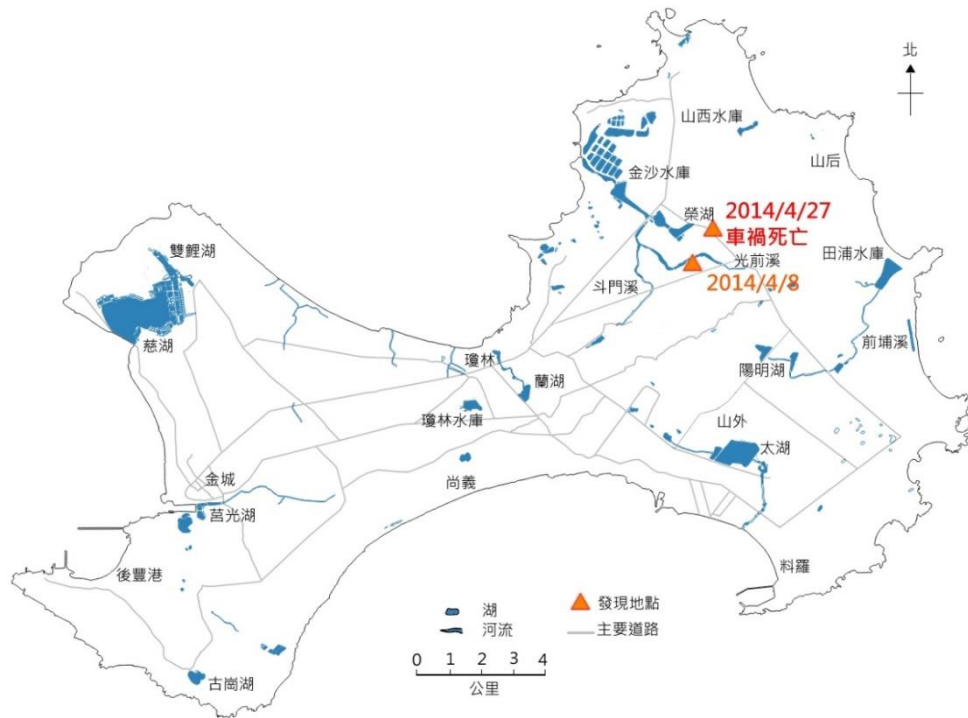 北
山西水庫
山后
金沙水庫
榮湖
2014/4/27
車禍死亡
雙鯉湖
田浦水庫
光前溪
斗門溪
2014/4/8
慈湖
前埔溪
瓊林
陽明湖
蘭湖
瓊林水庫
山外
太湖
金城
尚義
莒光湖
後豐港
料羅
湖
發現地點
河流
主要道路
0 1 2 3 4
公里
古崗湖